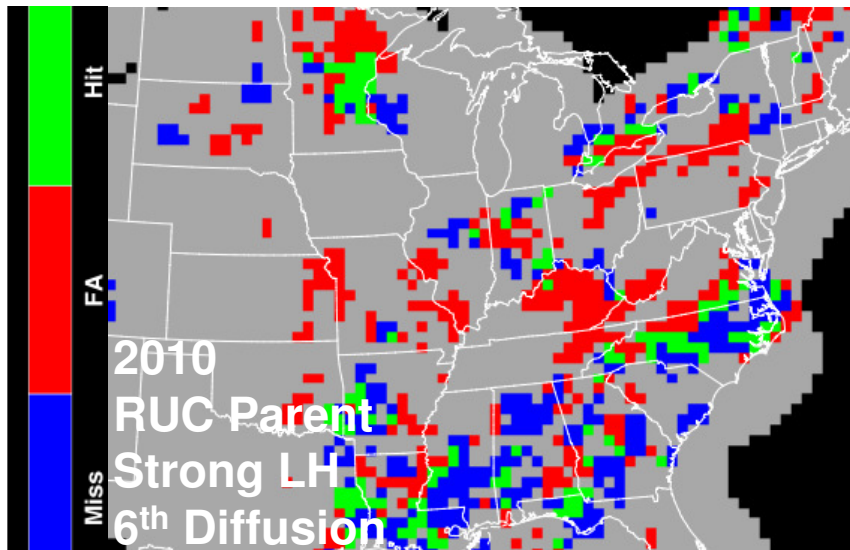 Hit
FA
Miss
2010
RUC Parent
Strong LH
6th Diffusion